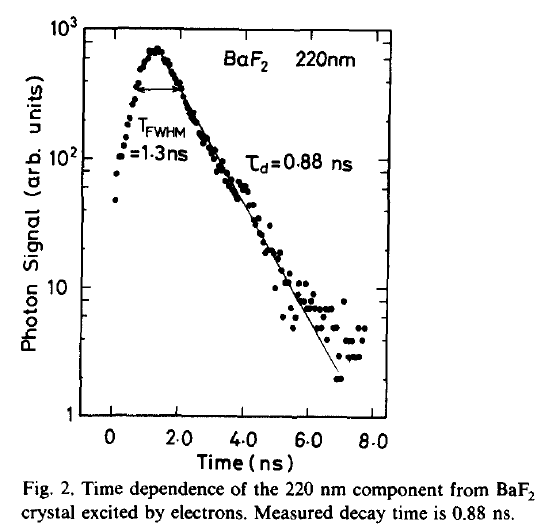 10³
BaF₂ 220nm
T_FWHM
=1.3ns
10²
τ_d=0.88 ns
Photon Signal (arb. units)
10
1
0 2.0 4.0 6.0 8.0
Time(ns)
Fig. 2. Time dependence of the 220 nm component from BaF₂
crystal excited by electrons. Measured decay time is 0.88 ns.